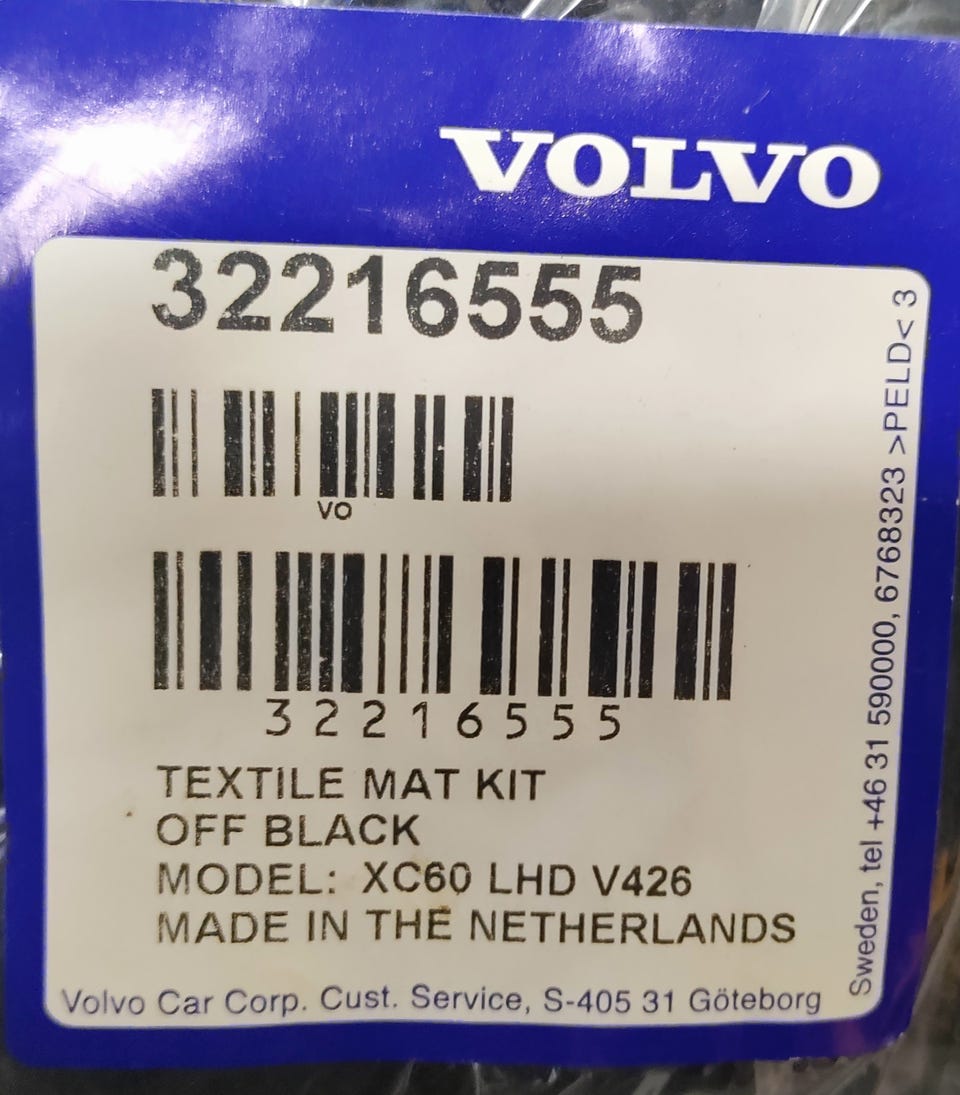 VOLVO
32216555
VO
32216555
TEXTILE MAT KIT
OFF BLACK
MODEL: XC60 LHD V426
MADE IN THE NETHERLANDS
Volvo Car Corp. Cust. Service, S-405 31 Göteborg
Sweden, tel +46 31 590000, 6768323 >PELD< 3